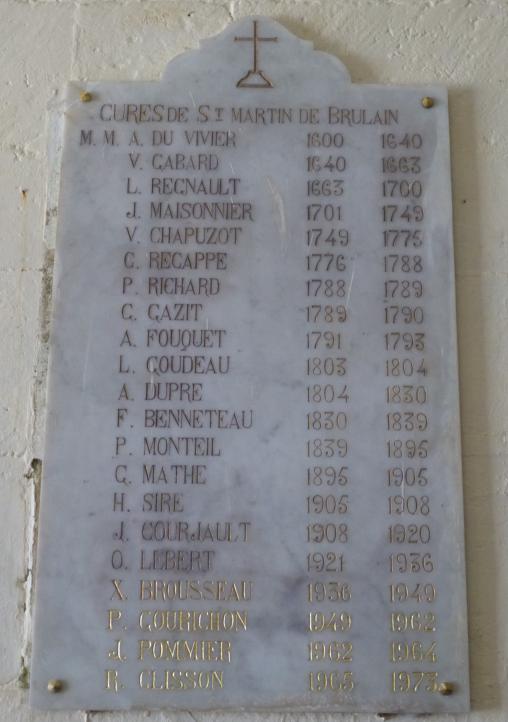 CURES DE ST MARTIN DE BRULAIN
M. M. A. DU VIVIER 1600 1640
V. GABARD 1640 1663
L. REGNAULT 1663 1700
J. MAISONNIER 1701 1749
V. CHAPUZOT 1749 1775
C. RECAPPE 1776 1788
P. RICHARD 1788 1789
G. GAZIT 1789 1790
A. FOUQUET 1791 1793
L. GOUDEAU 1803 1804
A. DUPRE 1804 1830
F. BENNETEAU 1830 1839
P. MONTEIL 1839 1895
G. MATHE 1895 1905
H. SIRE 1905 1908
J. COURJAULT 1908 1920
O. LEBERT 1921 1936
X. BROUSSEAU 1936 1949
P. GOURICHON 1949 1962
J. POMMIER 1962 1964
R. CLISSON 1965 1973